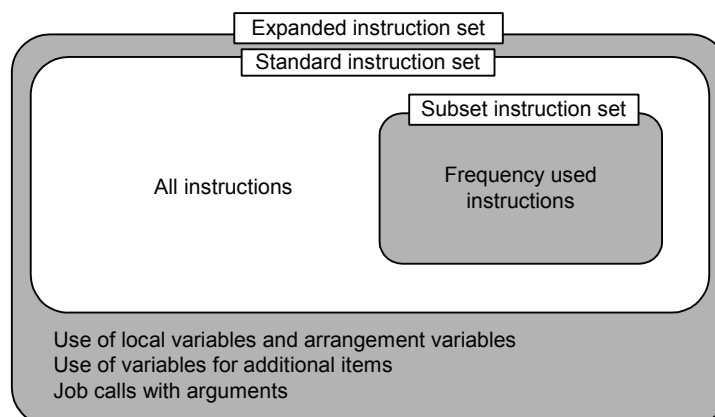 Expanded instruction set
Standard instruction set
Subset instruction set
All instructions
Frequency used
instructions
Use of local variables and arrangement variables
Use of variables for additional items
Job calls with arguments